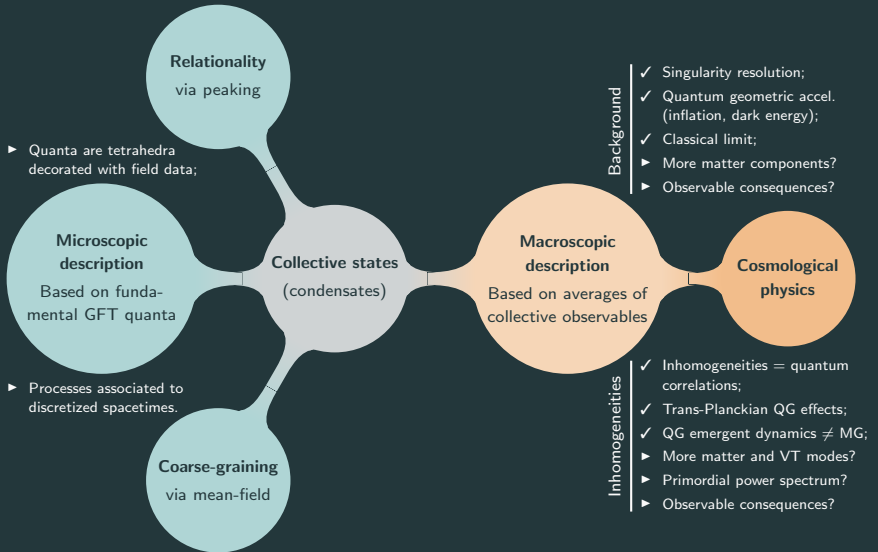 Relationality
via peaking
► Quanta are tetrahedra
decorated with field data;
Microscopic
description
Based on funda-
mental GFT quanta
► Processes associated to
discretized spacetimes.
Coarse-graining
via mean-field
Collective states
(condensates)
Macroscopic
description
Based on averages of
collective observables
Cosmological
physics
Background
✓ Singularity resolution;
✓ Quantum geometric accel.
(inflation, dark energy);
✓ Classical limit;
► More matter components?
► Observable consequences?
Inhomogeneities
✓ Inhomogeneities = quantum
correlations;
✓ Trans-Planckian QG effects;
✓ QG emergent dynamics ≠ MG;
► More matter and VT modes?
► Primordial power spectrum?
► Observable consequences?